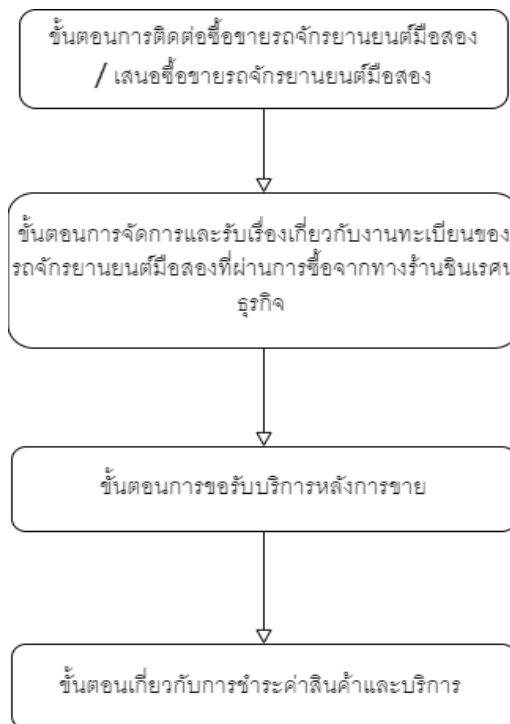 ขั้นตอนการติดต่อซื้อขายรถจักรยานยนต์มือสอง
/ เสนอซื้อขายรถจักรยานยนต์มือสอง
ขั้นตอนการจัดการและรับเรื่องเกี่ยวกับงานทะเบียนของ
รถจักรยานยนต์มือสองที่ผ่านการซื้อจากทางร้านชินเรศน
ธุรกิจ
ขั้นตอนการขอรับบริการหลังการขาย
ขั้นตอนเกี่ยวกับการชำระค่าสินค้าและบริการ